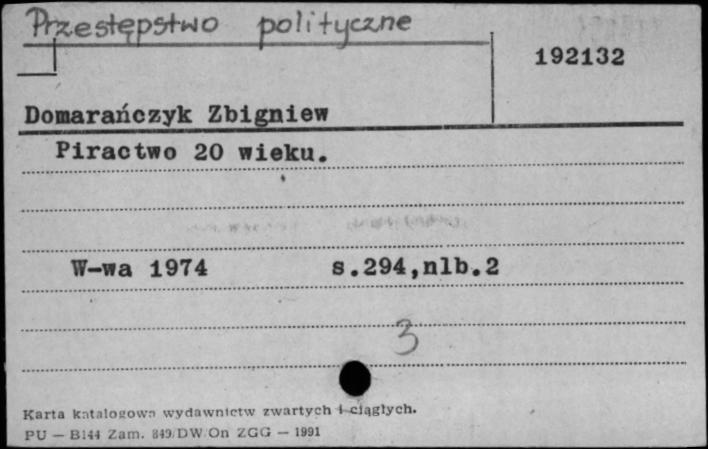 Przestępstwo polityczne
192132
Domarańczyk Zbigniew
Piractwo 20 wieku.
W-wa 1974 s.294,nlb.2
3
Karta katalogowa wydawnictw zwartych i ciągłych.
PU — B144 Zam. 849/DW/On ZGG — 1991